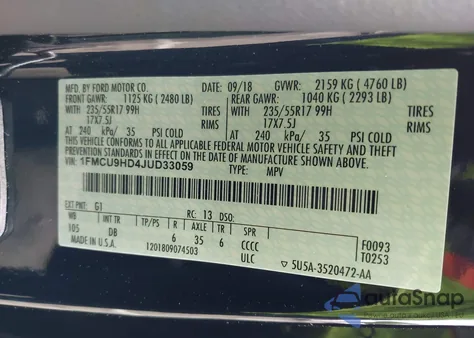 MFD. BY FORD MOTOR CO. 09/18 GVWR: 2159 KG (4760 LB)
FRONT GAWR: 1125 KG (2480 LB) REAR GAWR: 1040 KG (2293 LB)
WITH WITH
235/55R17 99H 235/55R17 99H
17X7.5J 17X7.5J
AT 240 kPa/ 35 PSI COLD AT 240 kPa/ 35 PSI COLD
THIS VEHICLE CONFORMS TO ALL APPLICABLE FEDERAL MOTOR VEHICLE SAFETY AND
THEFT PREVENTION STANDARDS IN EFFECT ON THE DATE OF MANUFACTURE SHOWN ABOVE.
VIN: 1FMCU9HD4JUD33059
TYPE: MPV
EXT PNT: G1 RC: 13 DSO: F0093
WB INT TR TP/PS R AXLE TR SPR T0253
105 DB 6 35 6 CCCC
MADE IN U.S.A. ULC
1201809074503 5U5A-3520472-AA
autoSnap